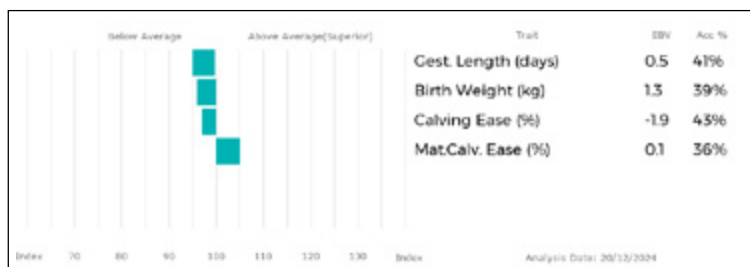 Below Average Above Average(Superior) Trait EBV Acc %
Gest. Length (days) 0.5 41%
Birth Weight (kg) 1.3 39%
Calving Ease (%) -1.9 43%
Mat.Calv. Ease (%) 0.1 36%
Index 70 80 90 100 110 120 130 Index Analysis Date: 20/12/2024